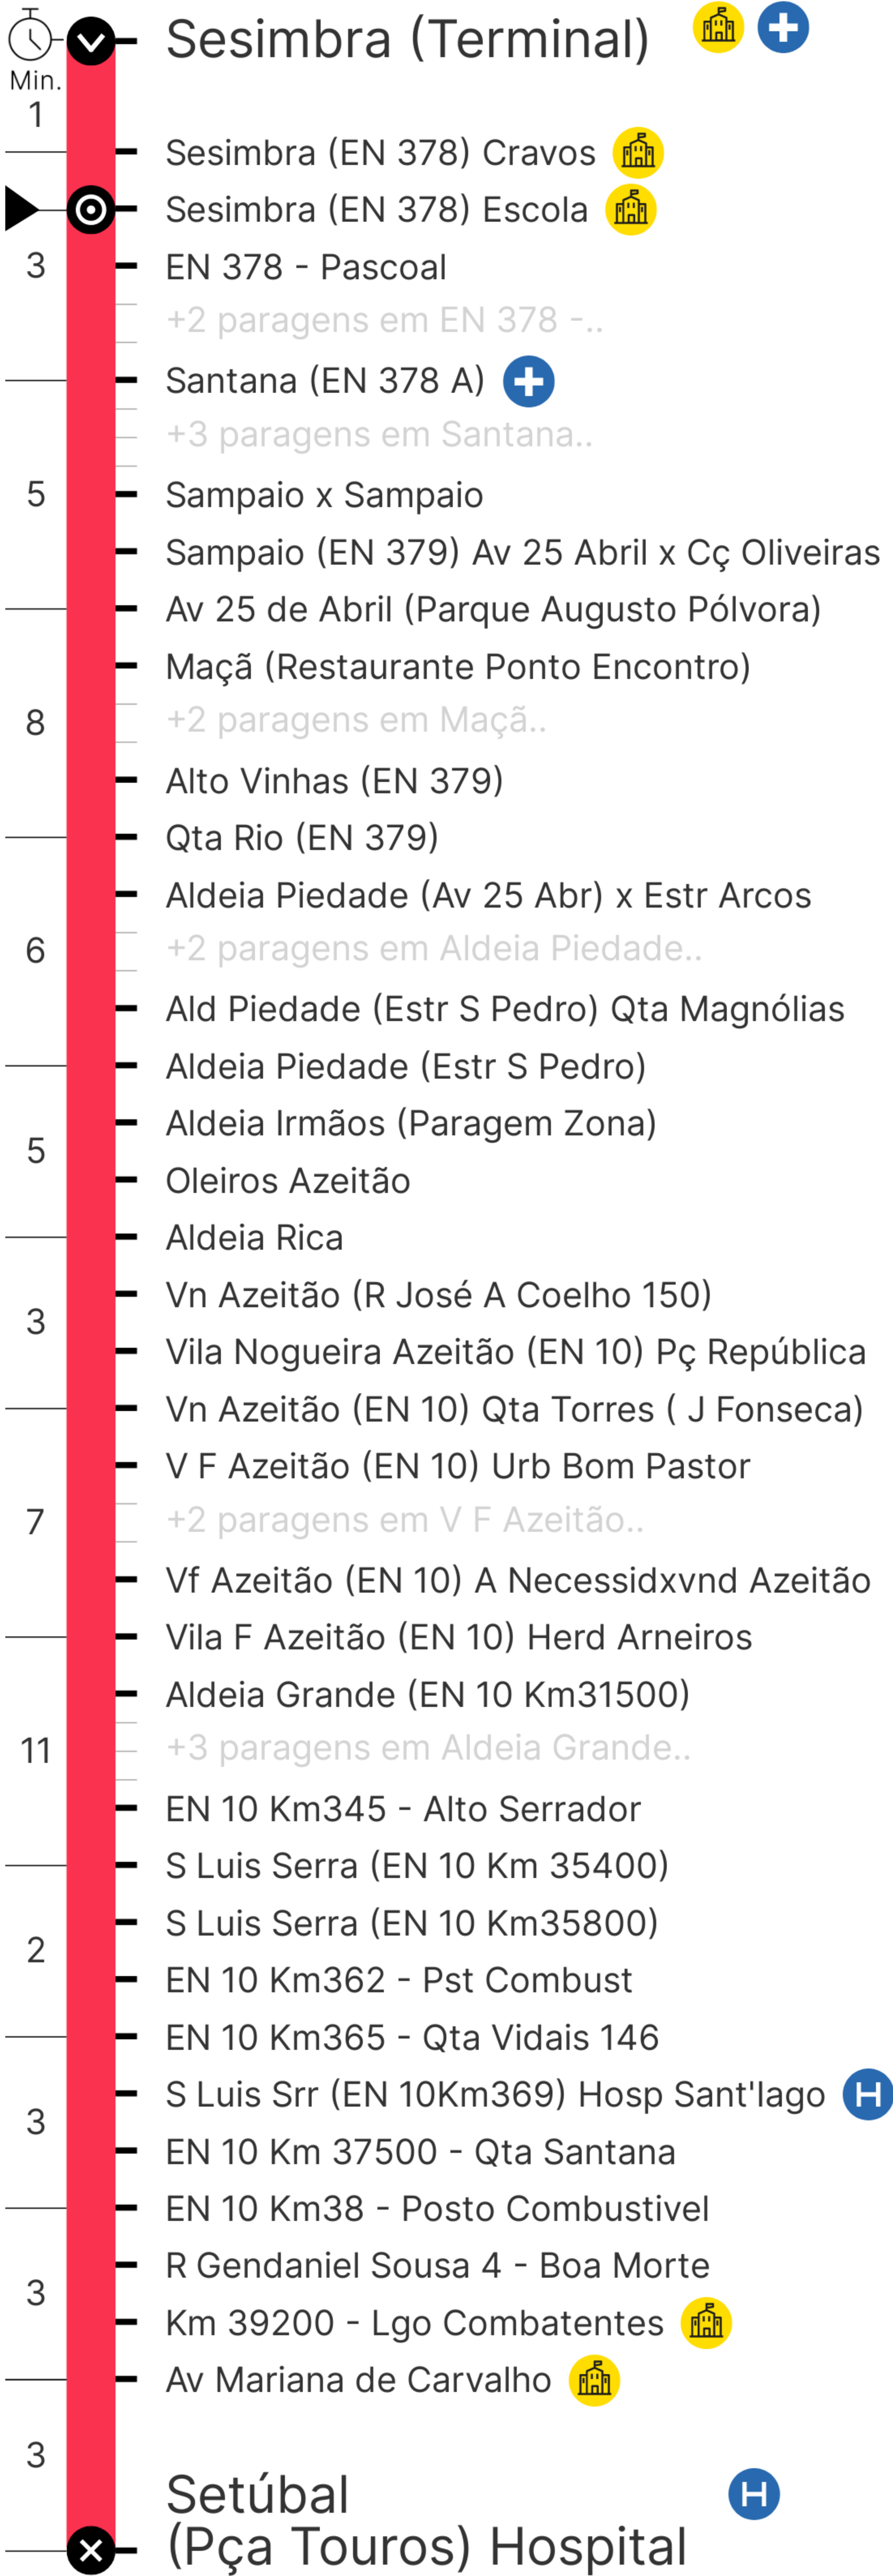 Sesimbra (Terminal)
Min.
1
Sesimbra (EN 378) Cravos
Sesimbra (EN 378) Escola
3
EN 378 - Pascoal
+2 paragens em EN 378 -..
Santana (EN 378 A)
+3 paragens em Santana..
5
Sampaio x Sampaio
Sampaio (EN 379) Av 25 Abril x Cç Oliveiras
Av 25 de Abril (Parque Augusto Pólvora)
Maçã (Restaurante Ponto Encontro)
8
+2 paragens em Maçã..
Alto Vinhas (EN 379)
Qta Rio (EN 379)
Aldeia Piedade (Av 25 Abr) x Estr Arcos
6
+2 paragens em Aldeia Piedade..
Ald Piedade (Estr S Pedro) Qta Magnólias
Aldeia Piedade (Estr S Pedro)
Aldeia Irmãos (Paragem Zona)
5
Oleiros Azeitão
Aldeia Rica
Vn Azeitão (R José A Coelho 150)
3
Vila Nogueira Azeitão (EN 10) Pç República
Vn Azeitão (EN 10) Qta Torres ( J Fonseca)
V F Azeitão (EN 10) Urb Bom Pastor
7
+2 paragens em V F Azeitão..
Vf Azeitão (EN 10) A Necessidxvnd Azeitão
Vila F Azeitão (EN 10) Herd Arneiros
Aldeia Grande (EN 10 Km31500)
11
+3 paragens em Aldeia Grande..
EN 10 Km345 - Alto Serrador
S Luis Serra (EN 10 Km 35400)
S Luis Serra (EN 10 Km35800)
2
EN 10 Km362 - Pst Combust
EN 10 Km365 - Qta Vidais 146
S Luis Srr (EN 10Km369) Hosp Sant'Iago H
3
EN 10 Km 37500 - Qta Santana
EN 10 Km38 - Posto Combustivel
R Gendaniel Sousa 4 - Boa Morte
3
Km 39200 - Lgo Combatentes
Av Mariana de Carvalho
3
Setúbal H
(Pça Touros) Hospital